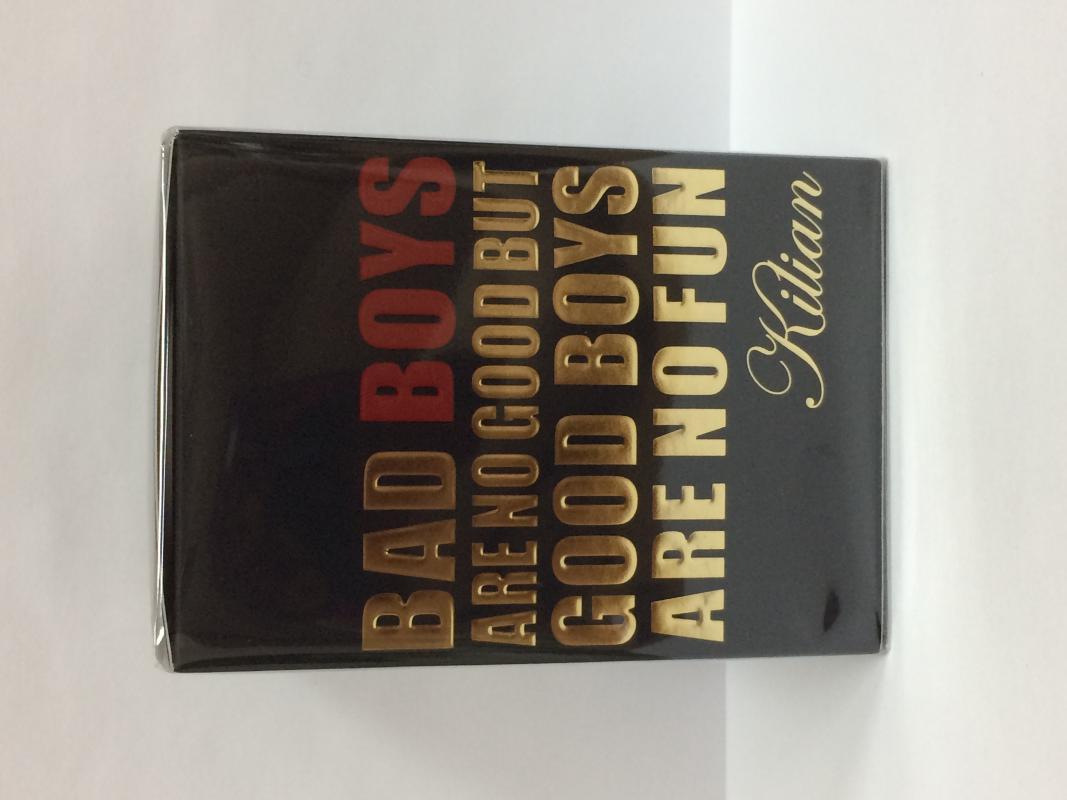 BAD BOYS
ARE NO GOOD BUT
GOOD BOYS
ARE NO FUN
Kilian